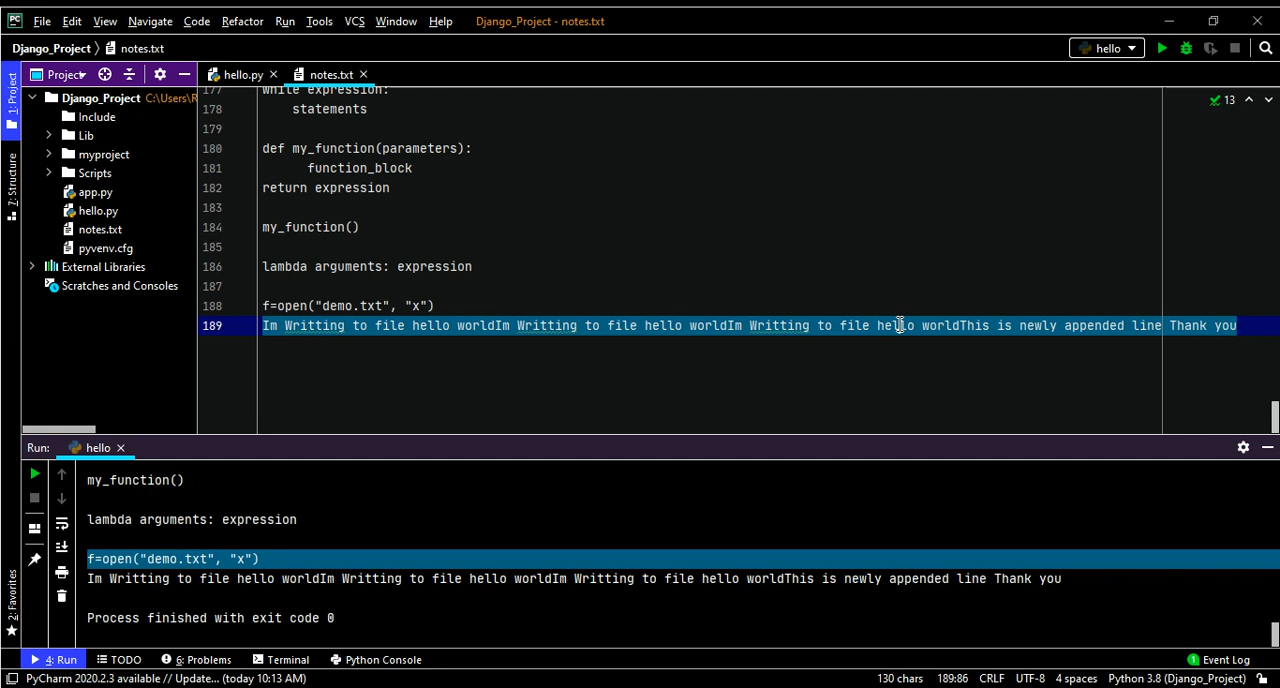 PC File Edit View Navigate Code Refactor Run Tools VCS Window Help Django_Project - notes.txt
Django_Project notes.txt hello
Project hello.py notes.txt
1: Project
7: Structure
2: Favorites
Django_Project C:\Users\R
Include
Lib
myproject
Scripts
app.py
hello.py
notes.txt
pyvenv.cfg
External Libraries
Scratches and Consoles
13
177 while expression:
178 statements
179
180 def my_function(parameters):
181 function_block
182 return expression
183
184 my_function()
185
186 lambda arguments: expression
187
188 f=open("demo.txt", "x")
189 Im Writting to file hello worldIm Writting to file hello worldIm Writting to file hello worldThis is newly appended line Thank you
Run: hello
my_function()
lambda arguments: expression
f=open("demo.txt", "x")
Im Writting to file hello worldIm Writting to file hello worldIm Writting to file hello worldThis is newly appended line Thank you
Process finished with exit code 0
4: Run TODO 6: Problems Terminal Python Console 1 Event Log
PyCharm 2020.2.3 available // Update... (today 10:13 AM) 130 chars 189:86 CRLF UTF-8 4 spaces Python 3.8 (Django_Project)